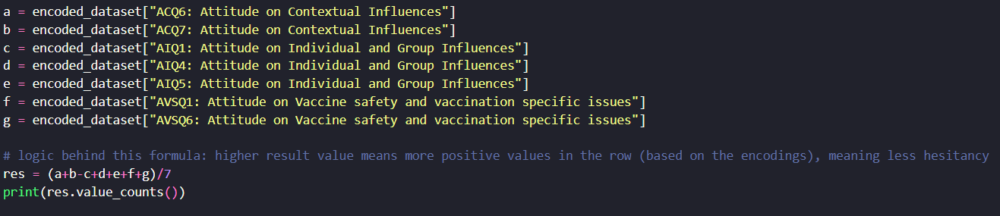 a = encoded_dataset["ACQ6: Attitude on Contextual Influences"]
b = encoded_dataset["ACQ7: Attitude on Contextual Influences"]
c = encoded_dataset["AIQ1: Attitude on Individual and Group Influences"]
d = encoded_dataset["AIQ4: Attitude on Individual and Group Influences"]
e = encoded_dataset["AIQ5: Attitude on Individual and Group Influences"]
f = encoded_dataset["AVSQ1: Attitude on Vaccine safety and vaccination specific issues"]
g = encoded_dataset["AVSQ6: Attitude on Vaccine safety and vaccination specific issues"]
# logic behind this formula: higher result value means more positive values in the row (based on the encodings), meaning less hesitancy
res = (a+b-c+d+e+f+g)/7
print(res.value_counts())